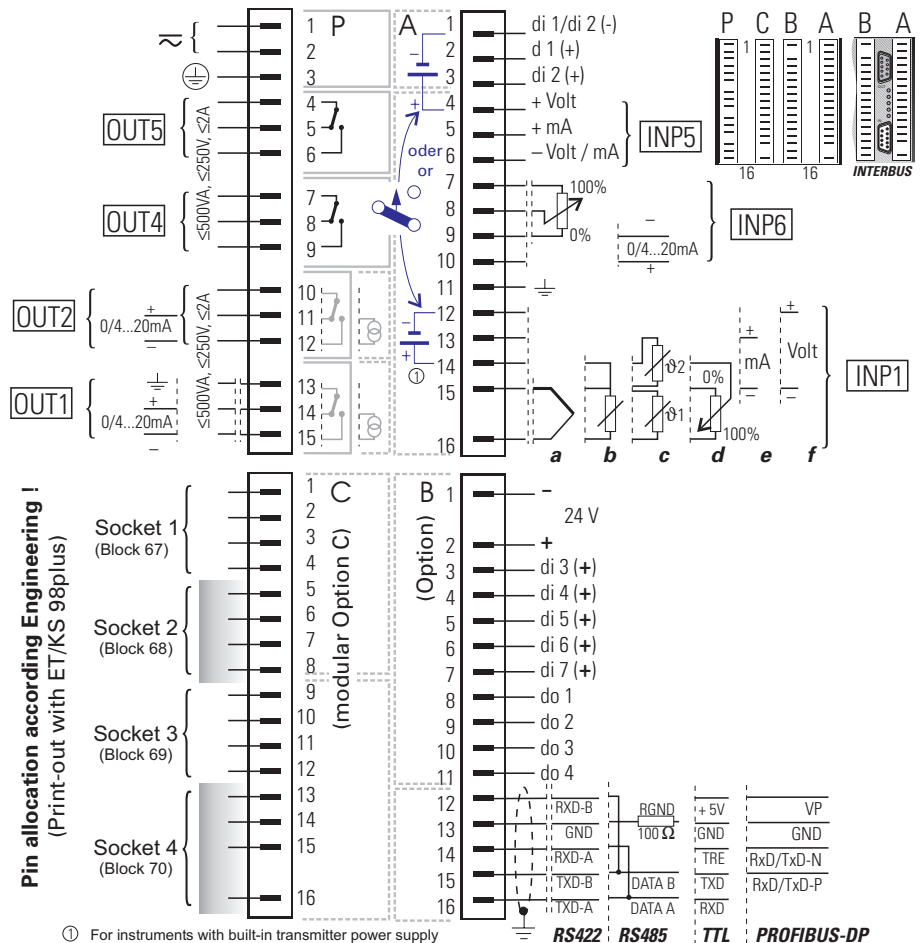 1 P A 1 di 1/di 2 (-)
2 2 d 1 (+)
3 3 di 2 (+)
4 + 4 + Volt
OUT5 ≤500VA, ≤250V, ≤2A 5 oder 5 + mA INP5
6 or 6 – Volt / mA
P C B A B A
1 1
16 16 INTERBUS
OUT4 7 7 100%
8 8
9 9 0%
10
– 0/4...20mA + INP6
11
OUT2 + 0/4...20mA – ≤500VA, ≤250V, ≤2A 10
11 12
12 13
+ ① 14
OUT1 + 0/4...20mA – 13 15
14
15 16
ϑ2 ϑ1 0% 100% + mA – + Volt – INP1
a b c d e f
Pin allocation according Engineering !
(Print-out with ET/KS 98plus)
Socket 1
(Block 67)
1 C
2
3
4
Socket 2
(Block 68)
5
6
7
8
Socket 3
(Block 69)
9
10
11
12
Socket 4
(Block 70)
13
14
15
16
(modular Option C)
B
(Option)
1 –
24 V
2 +
3 di 3 (+)
4 di 4 (+)
5 di 5 (+)
6 di 6 (+)
7 di 7 (+)
8 do 1
9 do 2
10 do 3
11 do 4
12 RXD-B RGND + 5V VP
13 GND 100 Ω GND GND
14 RXD-A TRE RxD/TxD-N
15 TXD-B DATA B TXD RxD/TxD-P
16 TXD-A DATA A RXD
RS422 RS485 TTL PROFIBUS-DP
① For instruments with built-in transmitter power supply